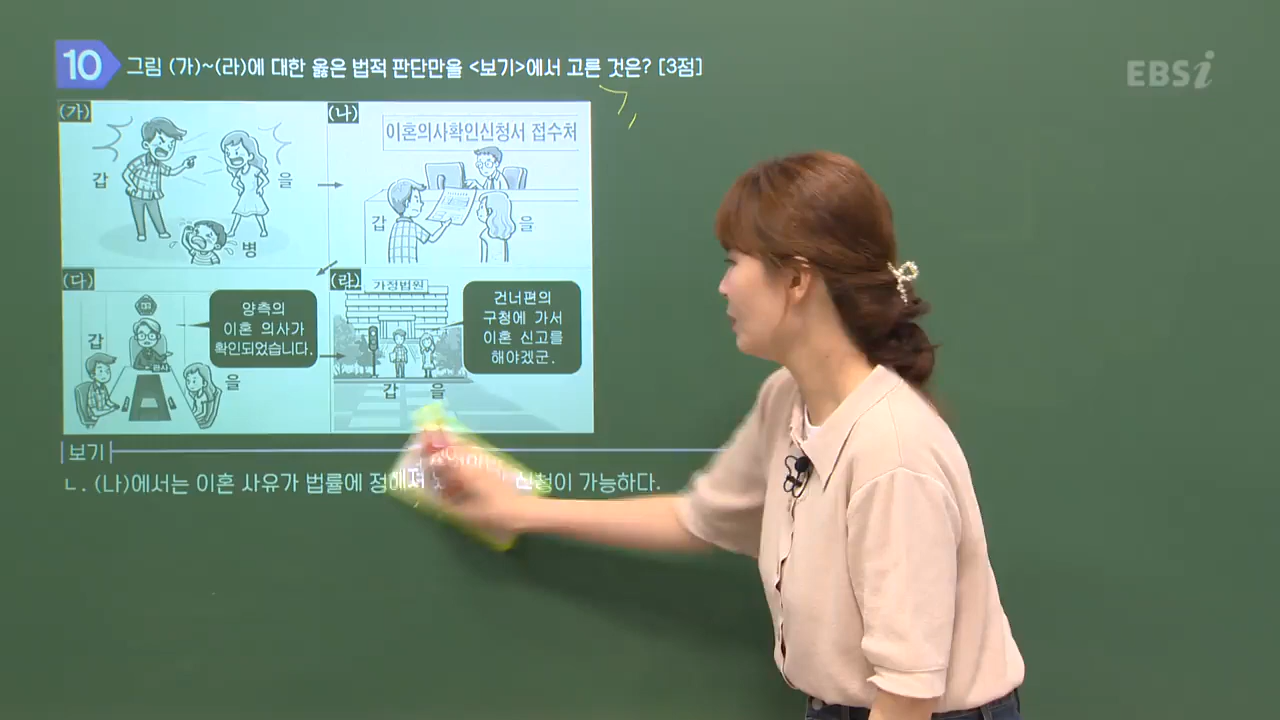 10 그림 (가)~(라)에 대한 옳은 법적 판단만을 <보기>에서 고른 것은? [3점]
EBSi
(가)
갑
을
병
(나)
이혼의사확인신청서 접수처
갑
을
(다)
양측의
이혼 의사가
확인되었습니다.
갑
을
판사
(라)
가정법원
건너편의
구청에 가서
이혼 신고를
해야겠군.
갑
을
보기
ㄴ. (나)에서는 이혼 사유가 법률에 정해져 신청이 가능하다.